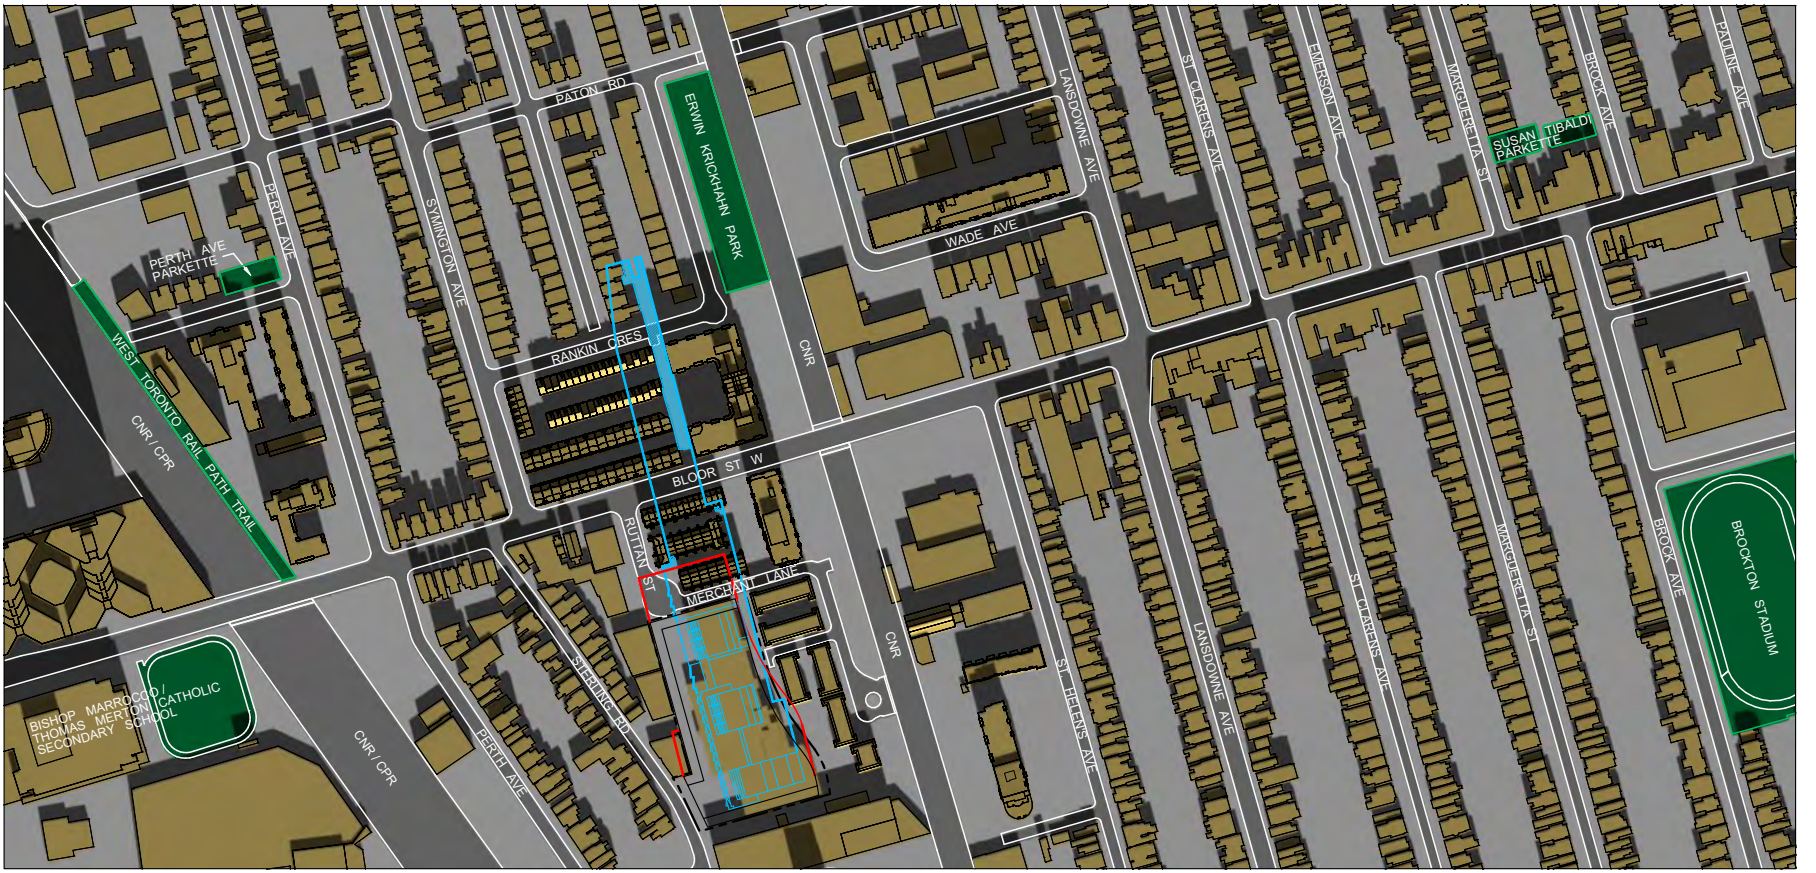 PATON RD
ERWIN KRICKHAHN PARK
LANSDOWNE AVE
ST CLARENS AVE
EMERSON AVE
MARGUERETTA ST
BROCK AVE
PAULINE AVE
SUSAN TIBALDI
PARKETTE
PERTH AVE
SYMINGTON AVE
PERTH AVE
PARKETTE
WADE AVE
RANKIN CRES
CNR
WEST TORONTO RAIL PATH TRAIL
CNR / CPR
BLOOR ST W
RUTTAN ST
MERCHANT LANE
CNR
STERLING RD
ST HELENS AVE
LANSDOWNE AVE
ST CLARENS AVE
MARGUERETTA ST
BROCK AVE
BROCKTON STADIUM
BISHOP MARROCCO /
THOMAS MERTON CATHOLIC
SECONDARY SCHOOL
CNR / CPR
PERTH AVE